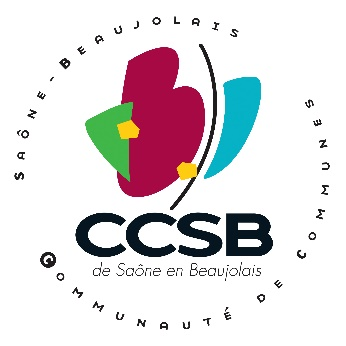 SAÔNE-BEAUJOLAIS
CCSB
de Saône en Beaujolais
COMMUNAUTÉ DE COMMUNES